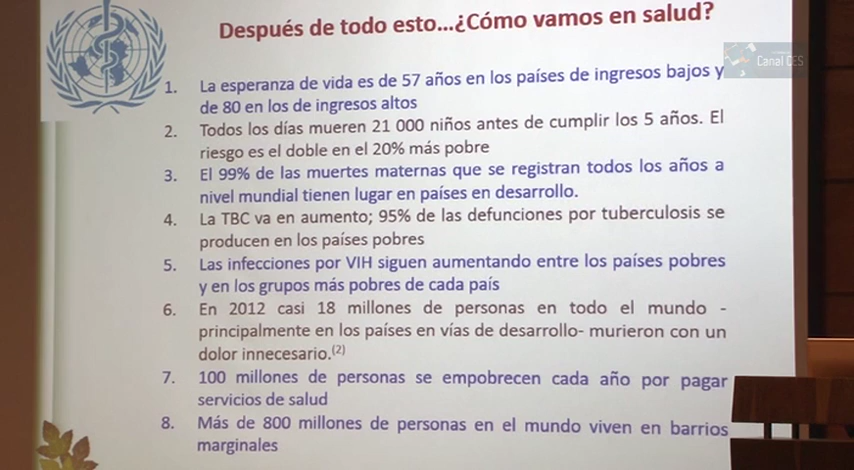 Después de todo esto...¿Cómo vamos en salud?
Canal CES
1. La esperanza de vida es de 57 años en los países de ingresos bajos y
de 80 en los de ingresos altos
2. Todos los días mueren 21 000 niños antes de cumplir los 5 años. El
riesgo es el doble en el 20% más pobre
3. El 99% de las muertes maternas que se registran todos los años a
nivel mundial tienen lugar en países en desarrollo.
4. La TBC va en aumento; 95% de las defunciones por tuberculosis se
producen en los países pobres
5. Las infecciones por VIH siguen aumentando entre los países pobres
y en los grupos más pobres de cada país
6. En 2012 casi 18 millones de personas en todo el mundo -
principalmente en los países en vías de desarrollo- murieron con un
dolor innecesario.(2)
7. 100 millones de personas se empobrecen cada año por pagar
servicios de salud
8. Más de 800 millones de personas en el mundo viven en barrios
marginales